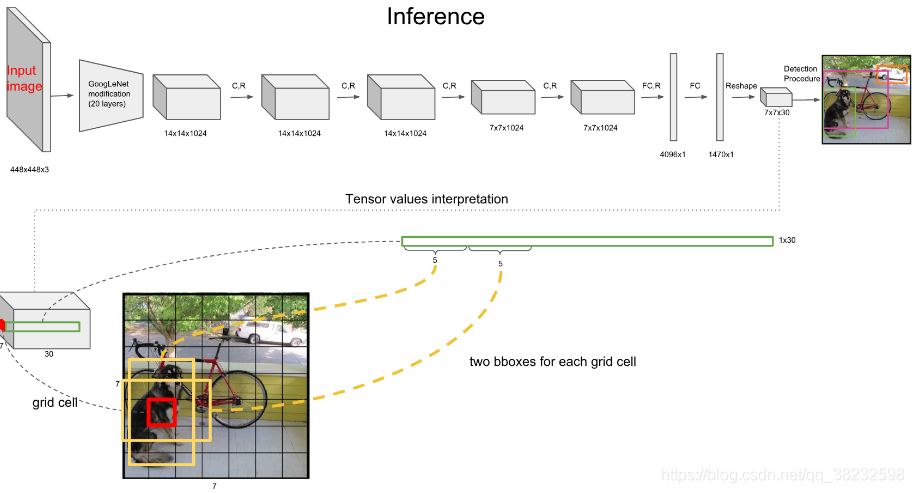 Inference
Input
image
448x448x3
GoogLeNet
modification
(20 layers)
14x14x1024
C,R
14x14x1024
C,R
14x14x1024
C,R
7x7x1024
C,R
7x7x1024
FC,R
4096x1
FC
1470x1
Reshape
7x7x30
Detection
Procedure
Tensor values interpretation
1x30
5
5
7
30
two bboxes for each grid cell
grid cell
7
7
https://blog.csdn.net/qq_38232598